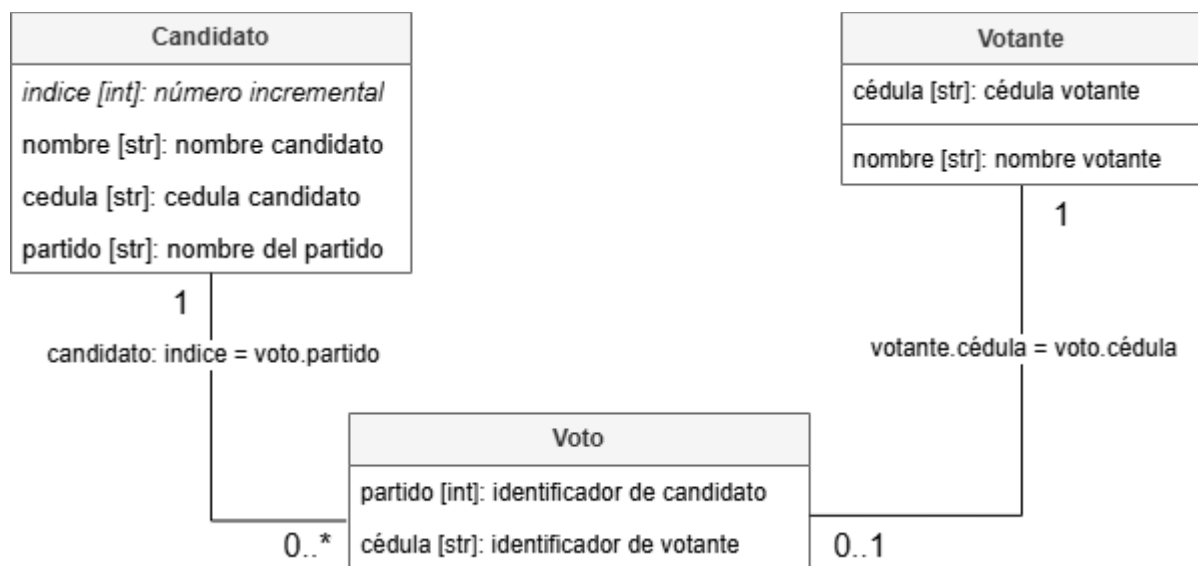 Candidato
indice [int]: número incremental
nombre [str]: nombre candidato
cedula [str]: cedula candidato
partido [str]: nombre del partido
Votante
cédula [str]: cédula votante
nombre [str]: nombre votante
1
1
candidato: indice = voto.partido
votante.cédula = voto.cédula
Voto
partido [int]: identificador de candidato
cédula [str]: identificador de votante
0..*
0..1